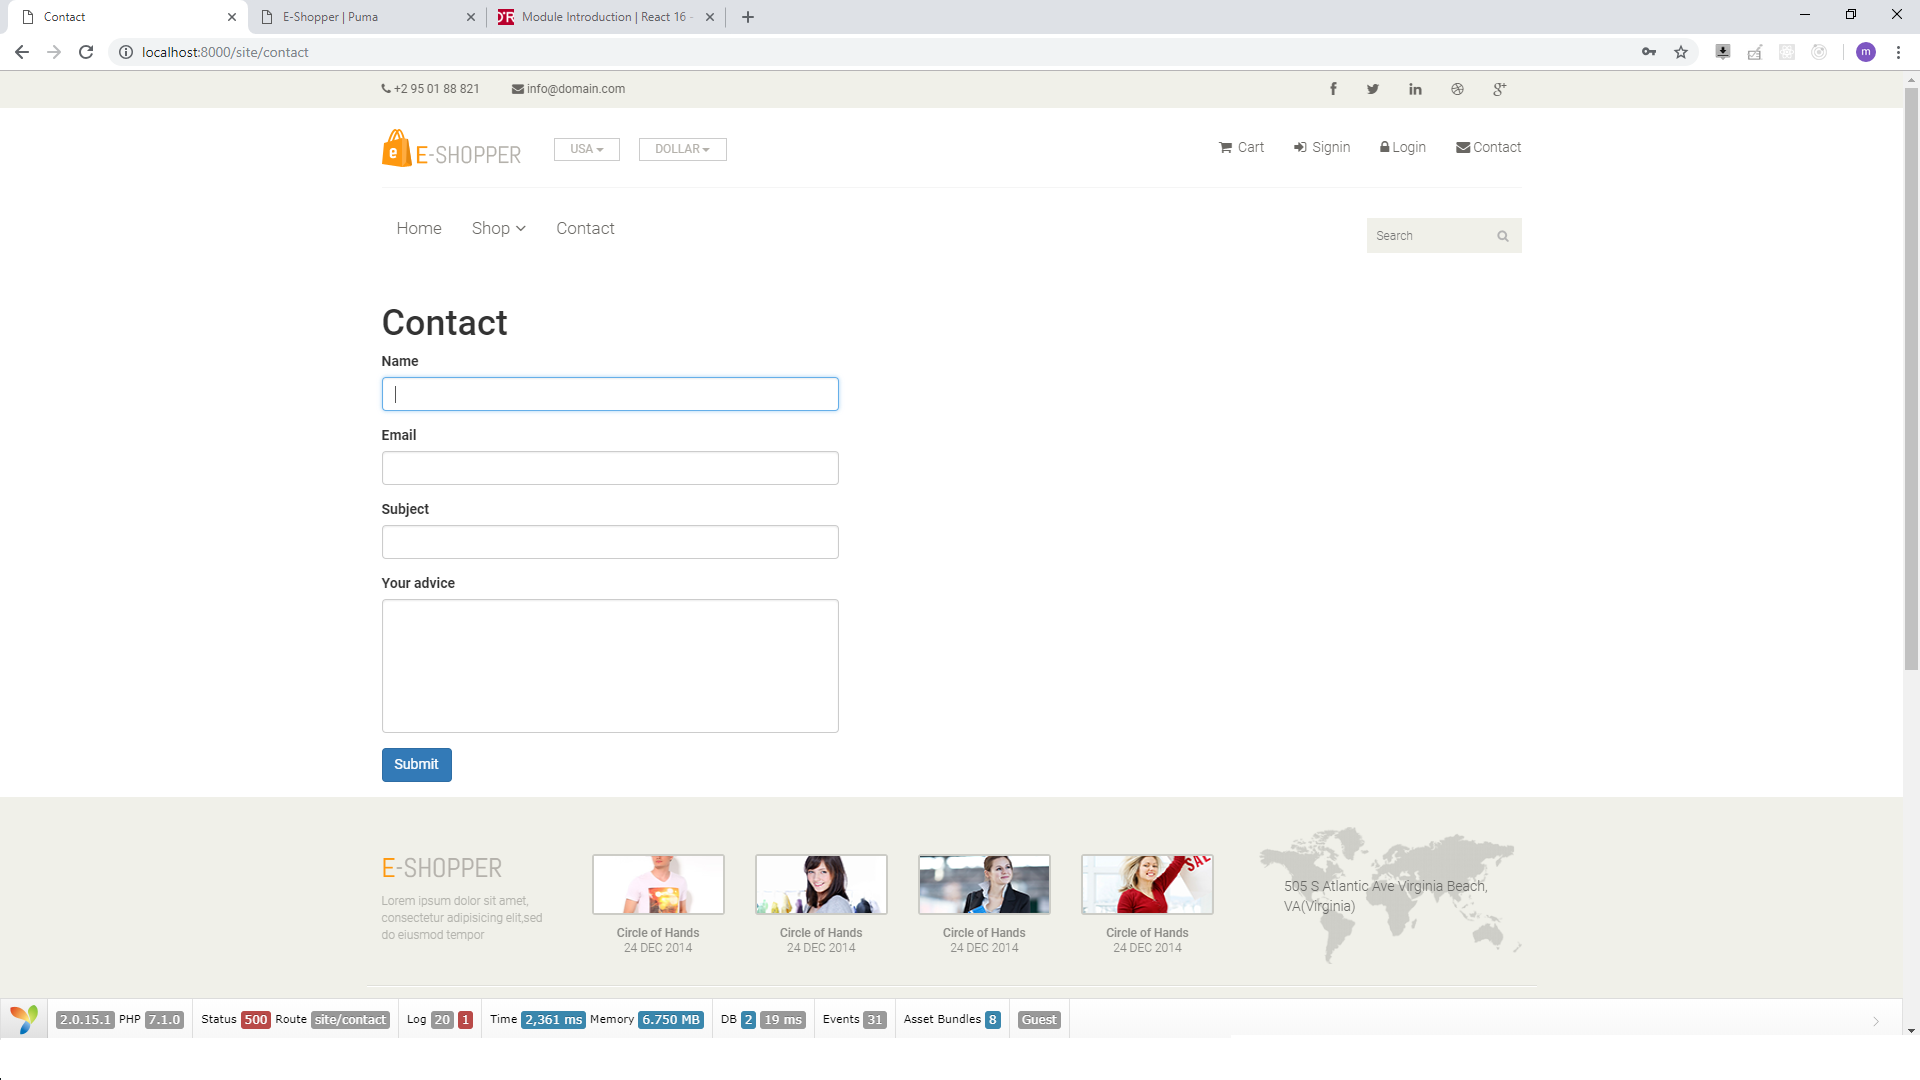 Contact
E-Shopper | Puma
Module Introduction | React 16 -
localhost:8000/site/contact
m
+2 95 01 88 821
info@domain.com
e
E-SHOPPER
USA
DOLLAR
Cart
Signin
Login
Contact
Home
Shop
Contact
Search
Contact
Name
Email
Subject
Your advice
Submit
E-SHOPPER
Lorem ipsum dolor sit amet,
consectetur adipisicing elit,sed
do eiusmod tempor
Circle of Hands
24 DEC 2014
Circle of Hands
24 DEC 2014
Circle of Hands
24 DEC 2014
SALE
Circle of Hands
24 DEC 2014
505 S Atlantic Ave Virginia Beach,
VA(Virginia)
2.0.15.1 PHP 7.1.0 Status 500 Route site/contact Log 20 1 Time 2,361 ms Memory 6.750 MB DB 2 19 ms Events 31 Asset Bundles 8 Guest